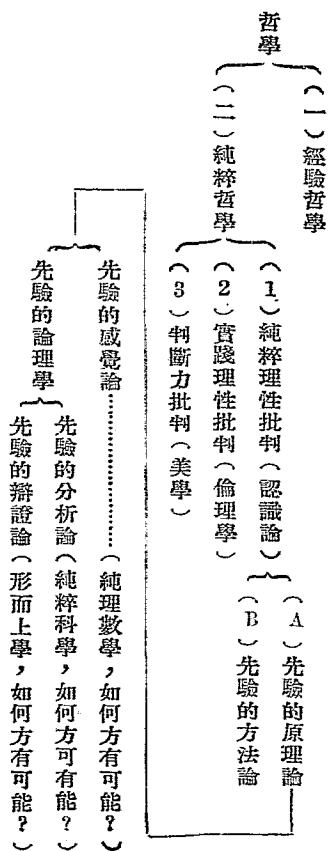 哲學
（一）經驗哲學
（二）純粹哲學
（1）純粹理性批判（認識論）
（2）實踐理性批判（倫理學）
（3）判斷力批判（美學）
（A）先驗的原理論
（B）先驗的方法論
先驗的感覺論…………（純理數學，如何方有可能？）
先驗的論理學
先驗的分析論（純粹科學，如何方可有能？）
先驗的辯證論（形而上學，如何方有可能？）